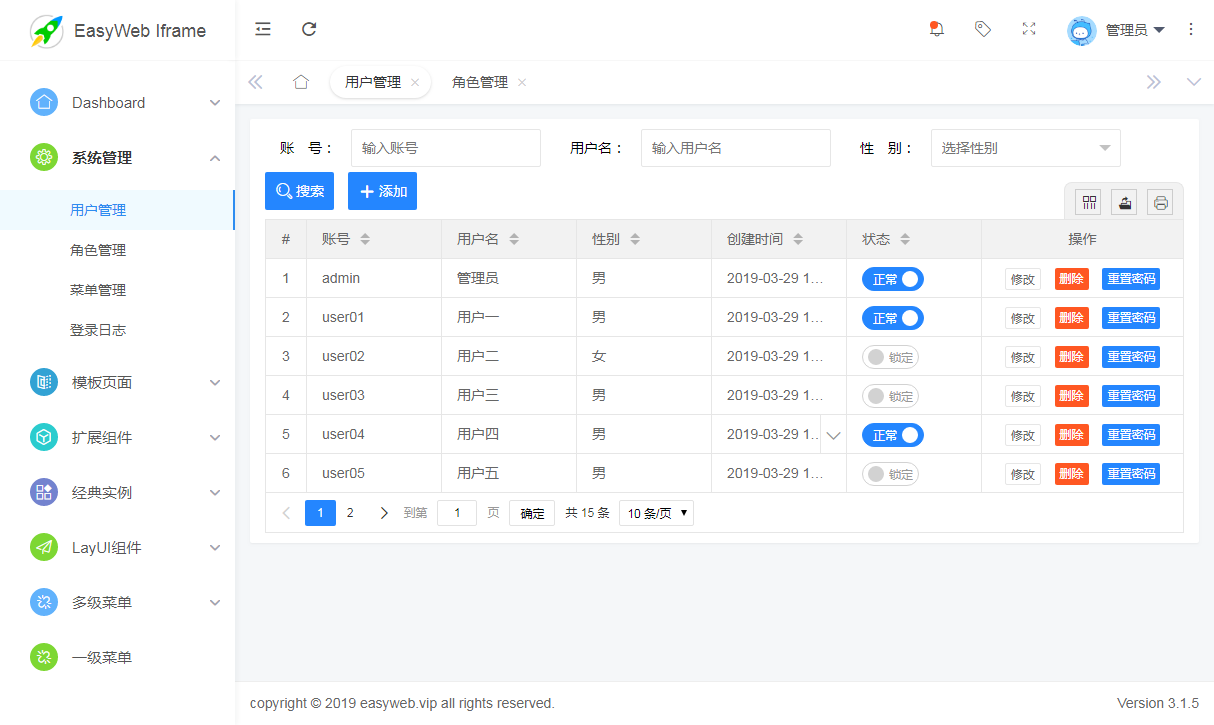 EasyWeb Iframe
管理员
Dashboard
系统管理
用户管理
角色管理
菜单管理
登录日志
模板页面
扩展组件
经典实例
LayUI组件
多级菜单
一级菜单
用户管理 角色管理
账 号： 输入账号 用户名： 输入用户名 性 别： 选择性别
搜索 添加
# 账号 用户名 性别 创建时间 状态 操作
1 admin 管理员 男 2019-03-29 1... 正常 修改 删除 重置密码
2 user01 用户一 男 2019-03-29 1... 正常 修改 删除 重置密码
3 user02 用户二 女 2019-03-29 1... 锁定 修改 删除 重置密码
4 user03 用户三 男 2019-03-29 1... 锁定 修改 删除 重置密码
5 user04 用户四 男 2019-03-29 1.. 正常 修改 删除 重置密码
6 user05 用户五 男 2019-03-29 1... 锁定 修改 删除 重置密码
1 2 到第 1 页 确定 共 15 条 10 条/页
copyright © 2019 easyweb.vip all rights reserved. Version 3.1.5